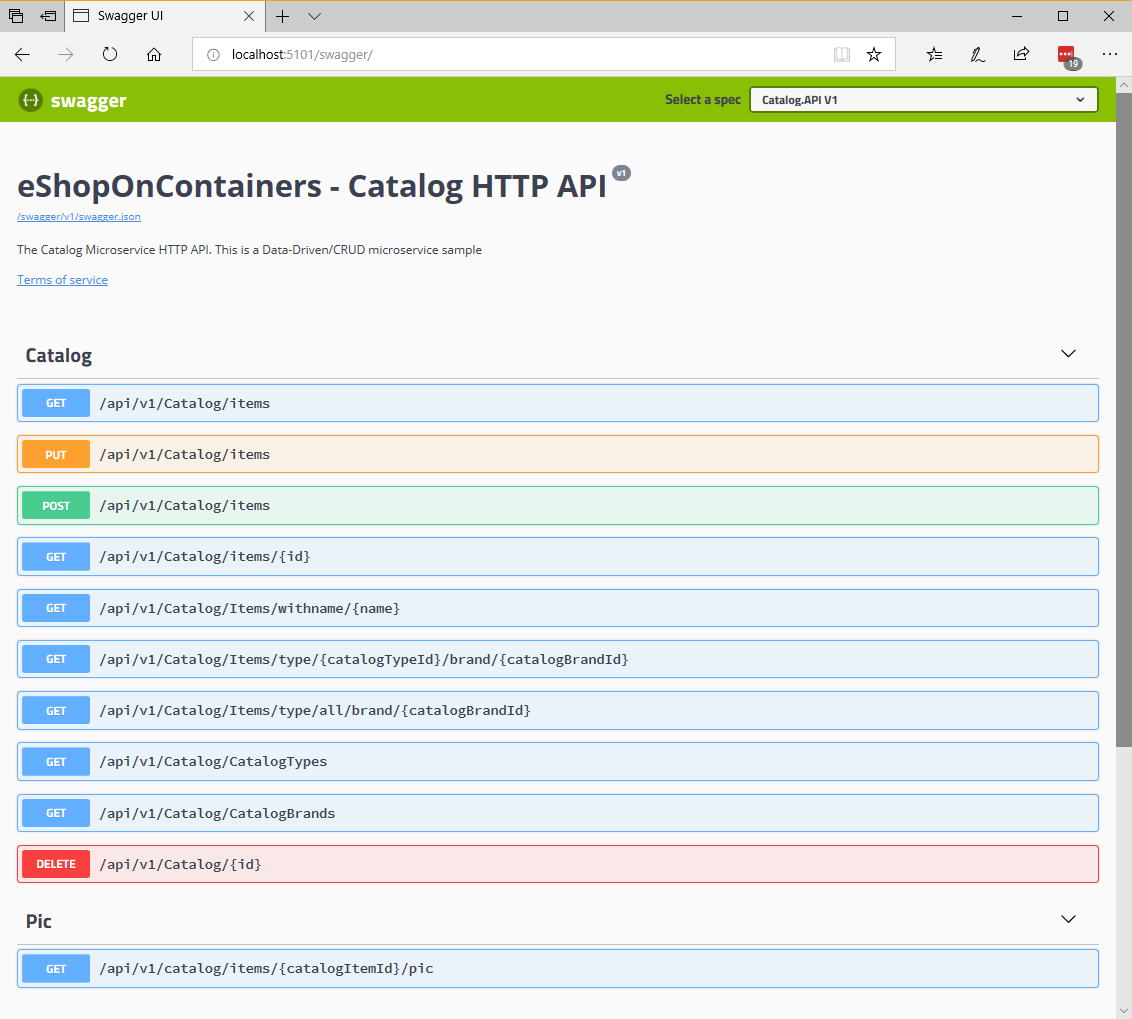 Swagger UI
localhost:5101/swagger/
19
swagger
Select a spec
Catalog.API V1
eShopOnContainers - Catalog HTTP API v1
/swagger/v1/swagger.json
The Catalog Microservice HTTP API. This is a Data-Driven/CRUD microservice sample
Terms of service
Catalog
GET /api/v1/Catalog/items
PUT /api/v1/Catalog/items
POST /api/v1/Catalog/items
GET /api/v1/Catalog/items/{id}
GET /api/v1/Catalog/Items/withname/{name}
GET /api/v1/Catalog/Items/type/{catalogTypeId}/brand/{catalogBrandId}
GET /api/v1/Catalog/Items/type/all/brand/{catalogBrandId}
GET /api/v1/Catalog/CatalogTypes
GET /api/v1/Catalog/CatalogBrands
DELETE /api/v1/Catalog/{id}
Pic
GET /api/v1/catalog/items/{catalogItemId}/pic